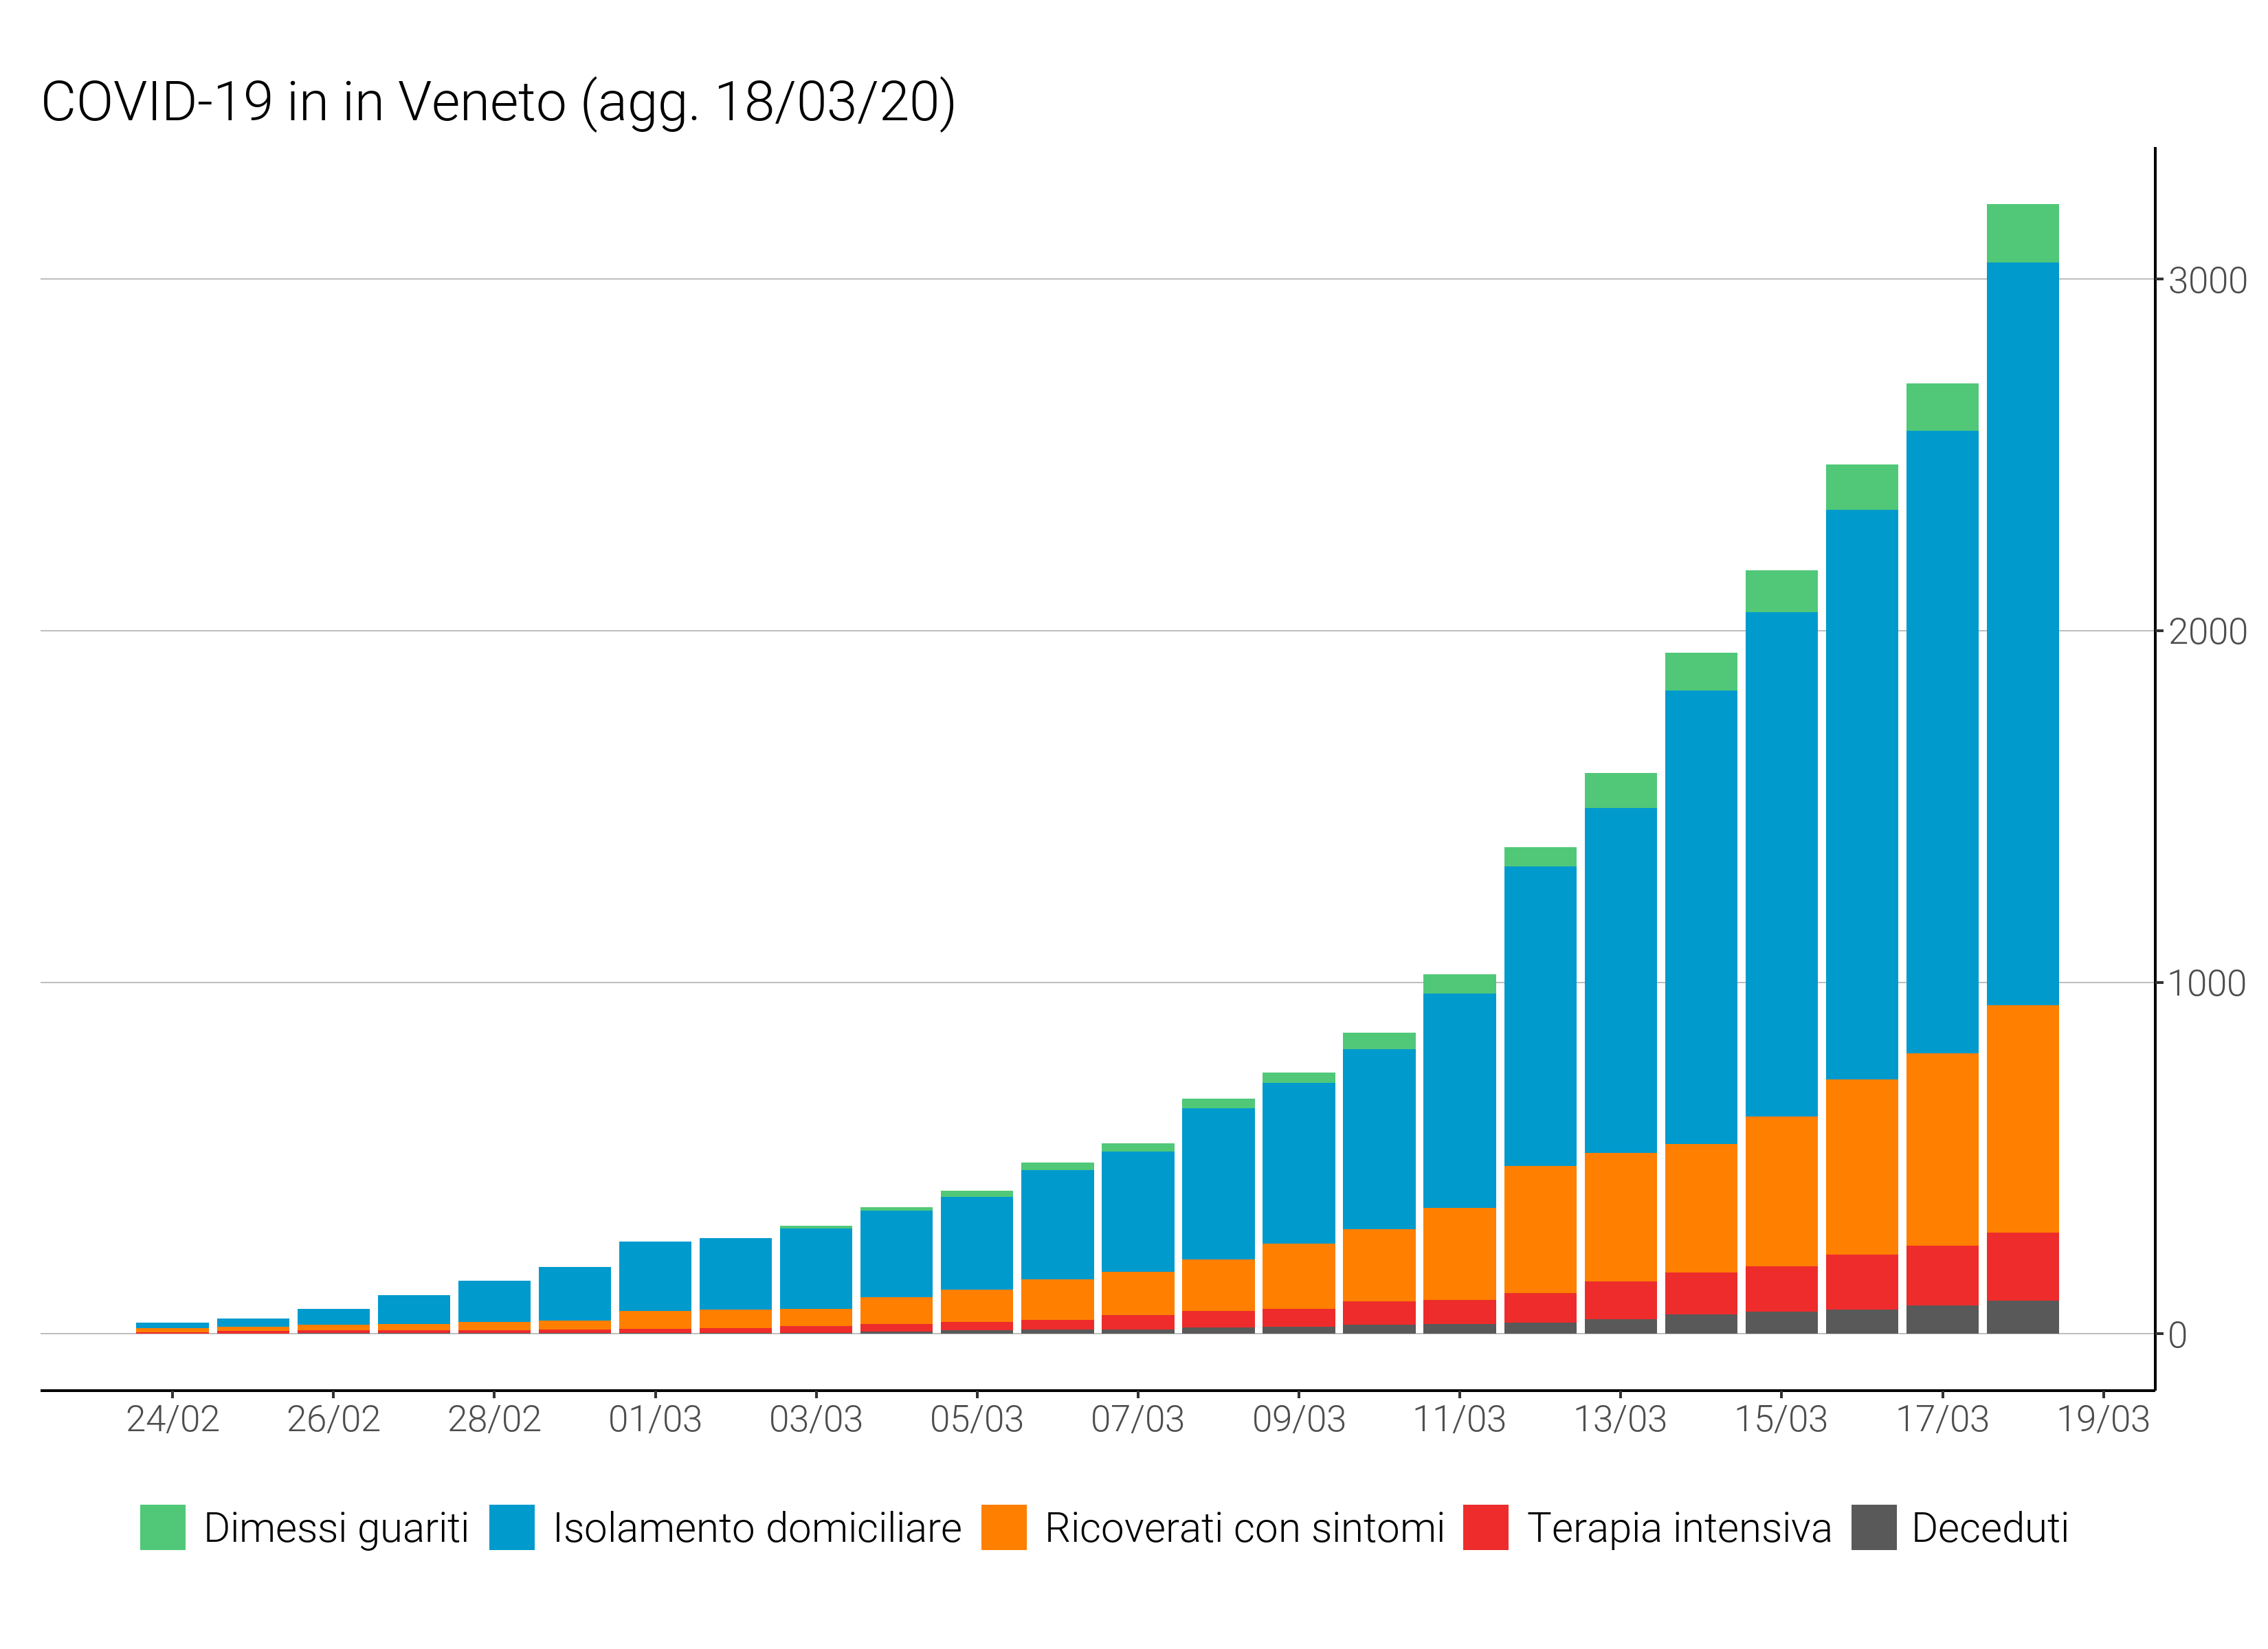 COVID-19 in in Veneto (agg. 18/03/20)
3000
2000
1000
0
24/02 26/02 28/02 01/03 03/03 05/03 07/03 09/03 11/03 13/03 15/03 17/03 19/03
Dimessi guariti Isolamento domiciliare Ricoverati con sintomi Terapia intensiva Deceduti